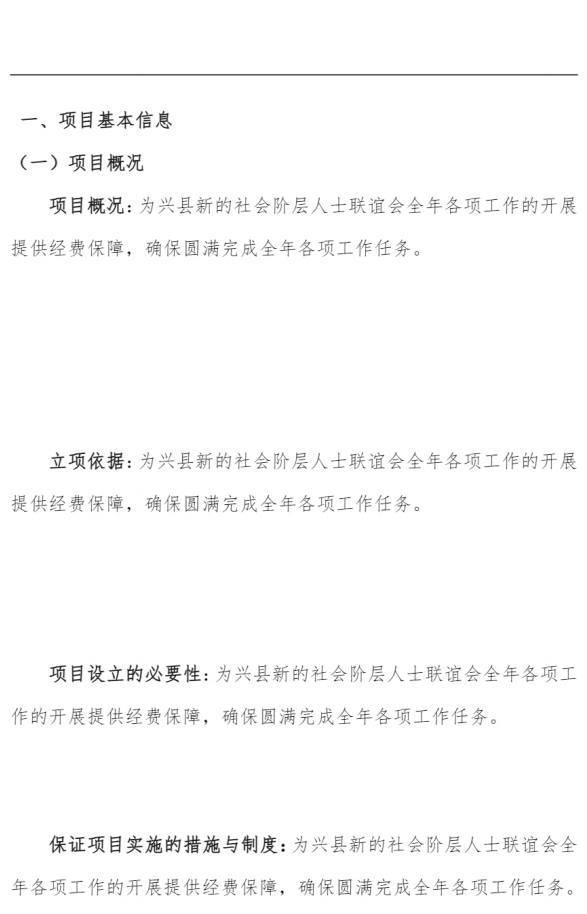 一、项目基本信息
（一）项目概况
项目概况：为兴县新的社会阶层人士联谊会全年各项工作的开展
提供经费保障，确保圆满完成全年各项工作任务。
立项依据：为兴县新的社会阶层人士联谊会全年各项工作的开展
提供经费保障，确保圆满完成全年各项工作任务。
项目设立的必要性：为兴县新的社会阶层人士联谊会全年各项工
作的开展提供经费保障，确保圆满完成全年各项工作任务。
保证项目实施的措施与制度：为兴县新的社会阶层人士联谊会全
年各项工作的开展提供经费保障，确保圆满完成全年各项工作任务。